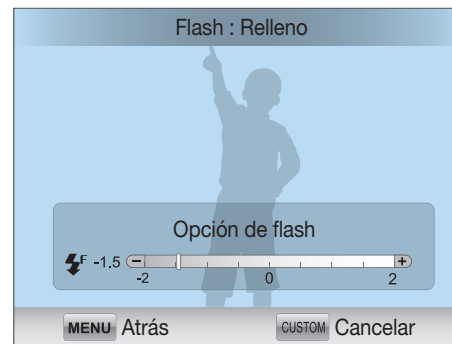 Flash : Relleno
Opción de flash
F -1.5 - +
-2 0 2
MENU Atrás CUSTOM Cancelar